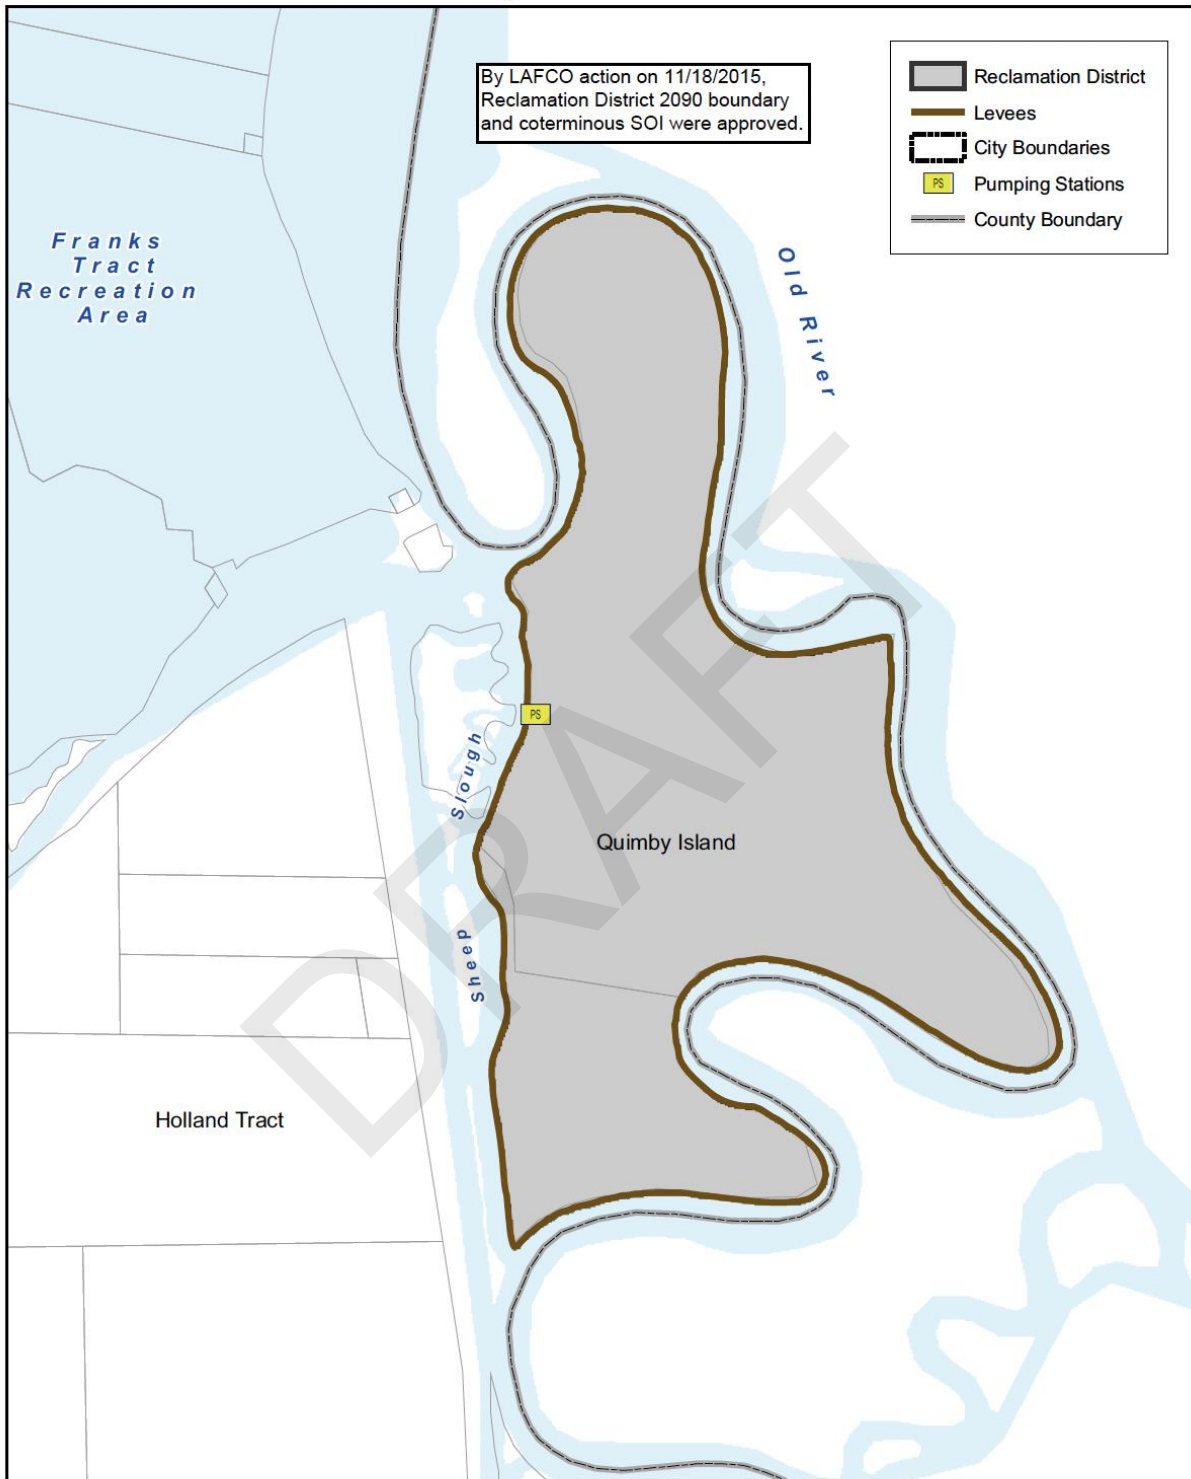 By LAFCO action on 11/18/2015,
Reclamation District 2090 boundary
and coterminous SOI were approved.
Reclamation District
Levees
City Boundaries
PS
Pumping Stations
County Boundary
Franks
Tract
Recreation
Area
Old River
PS
Sheep Slough
Quimby Island
Holland Tract
DRAFT